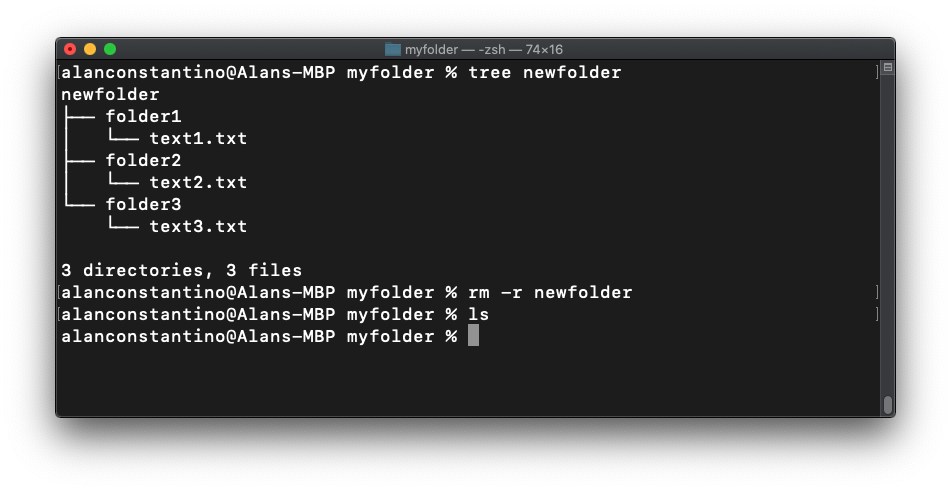 myfolder — -zsh — 74×16
alanconstantino@Alans-MBP myfolder % tree newfolder
newfolder
├── folder1
│   └── text1.txt
├── folder2
│   └── text2.txt
└── folder3
    └── text3.txt
3 directories, 3 files
alanconstantino@Alans-MBP myfolder % rm -r newfolder
alanconstantino@Alans-MBP myfolder % ls
alanconstantino@Alans-MBP myfolder %